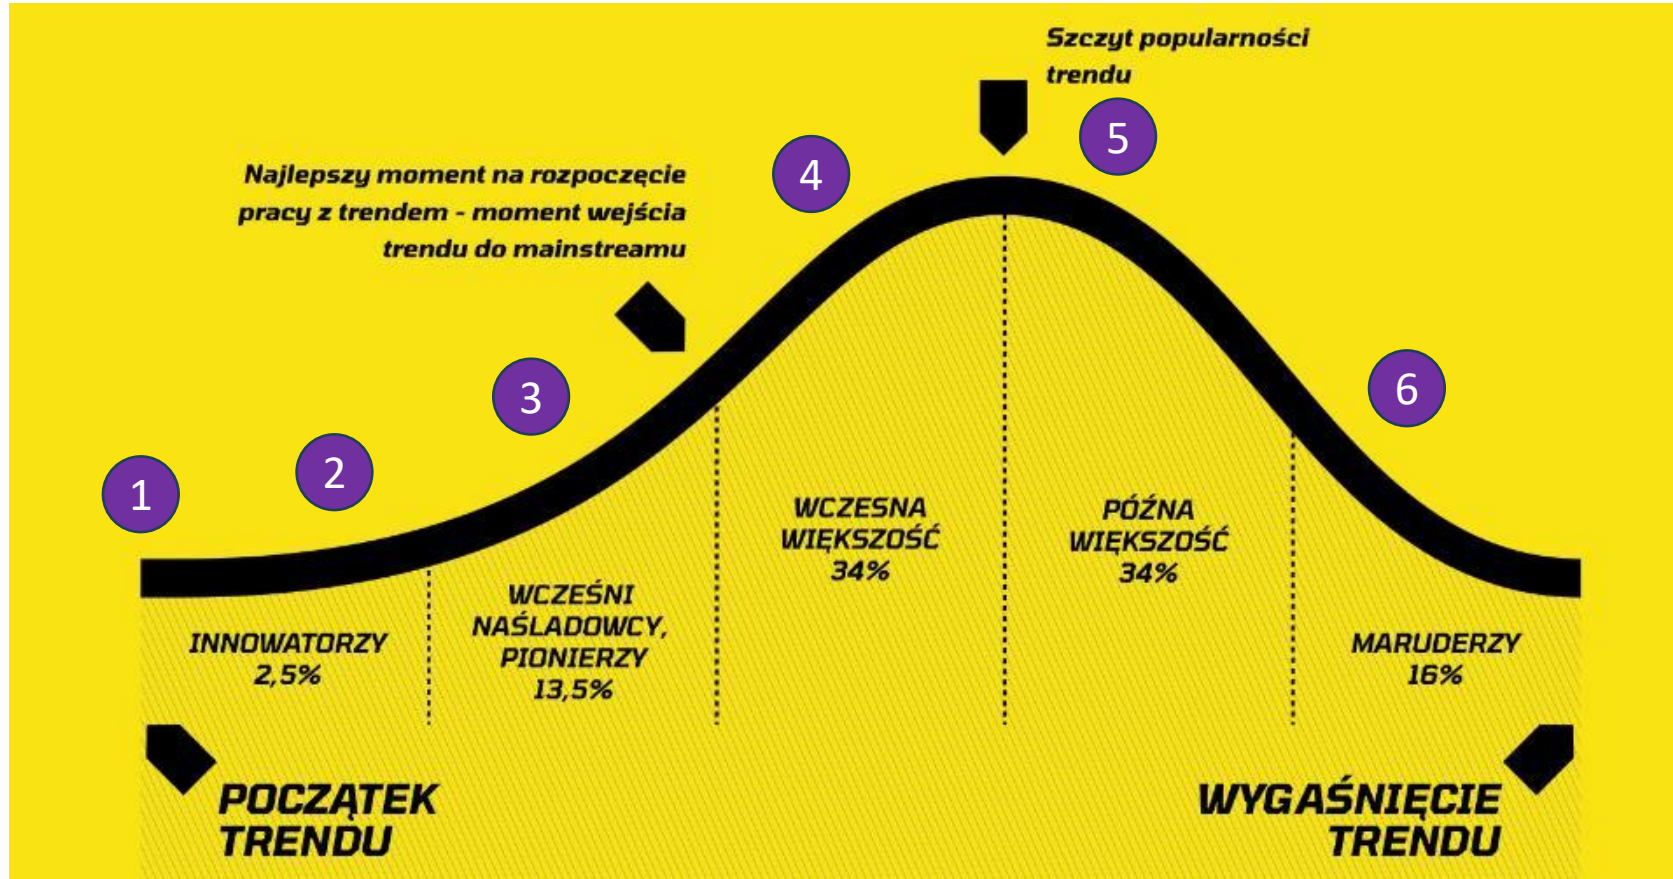 Szczyt popularności
trendu
5
4
Najlepszy moment na rozpoczęcie
pracy z trendem - moment wejścia
trendu do mainstreamu
3
6
2
1
WCZESNA
WIĘKSZOŚĆ
34%
PÓŹNA
WIĘKSZOŚĆ
34%
WCZEŚNI
NAŚLADOWCY,
PIONIERZY
13,5%
INNOWATORZY
2,5%
MARUDERZY
16%
POCZĄTEK
TRENDU
WYGAŚNIĘCIE
TRENDU